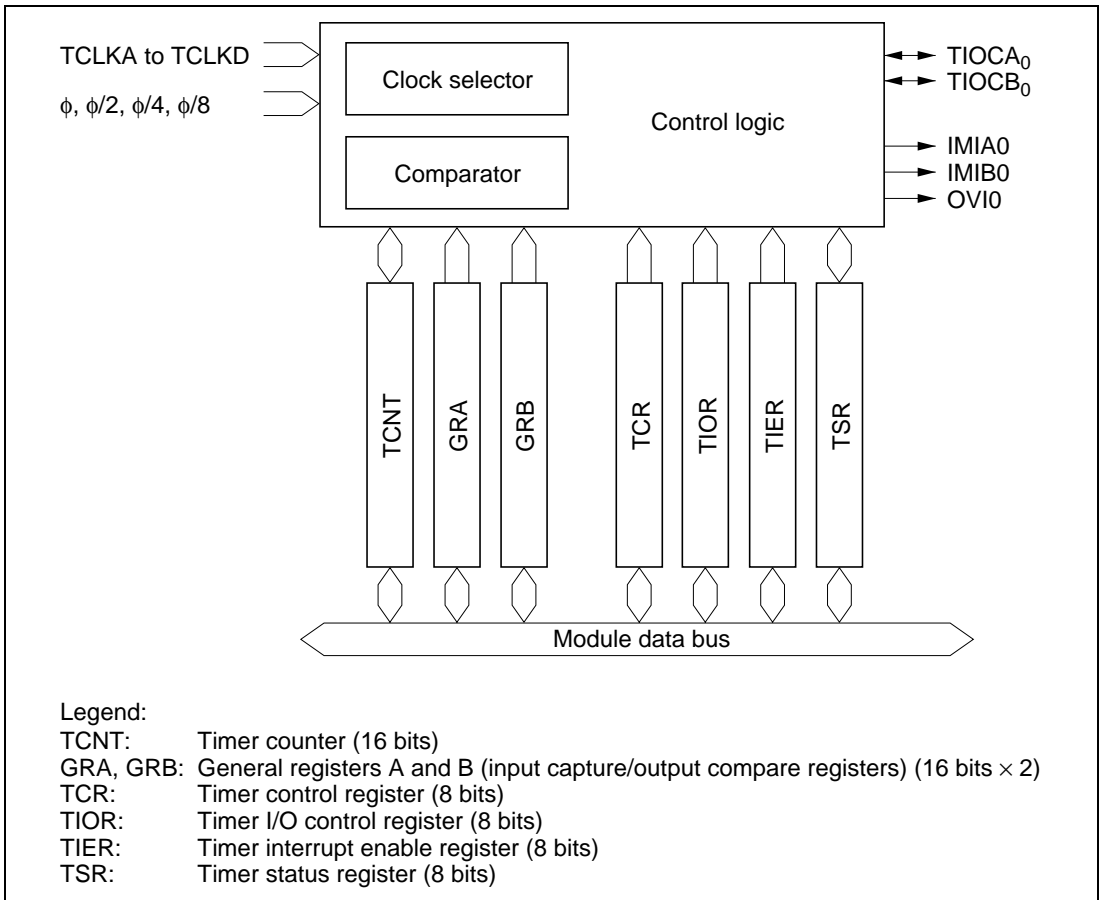 TCLKA to TCLKD
ϕ, ϕ/2, ϕ/4, ϕ/8
Clock selector
Comparator
Control logic
TIOCA₀
TIOCB₀
IMIA0
IMIB0
OVI0
TCNT
GRA
GRB
TCR
TIOR
TIER
TSR
Module data bus
Legend:
TCNT: Timer counter (16 bits)
GRA, GRB: General registers A and B (input capture/output compare registers) (16 bits × 2)
TCR: Timer control register (8 bits)
TIOR: Timer I/O control register (8 bits)
TIER: Timer interrupt enable register (8 bits)
TSR: Timer status register (8 bits)